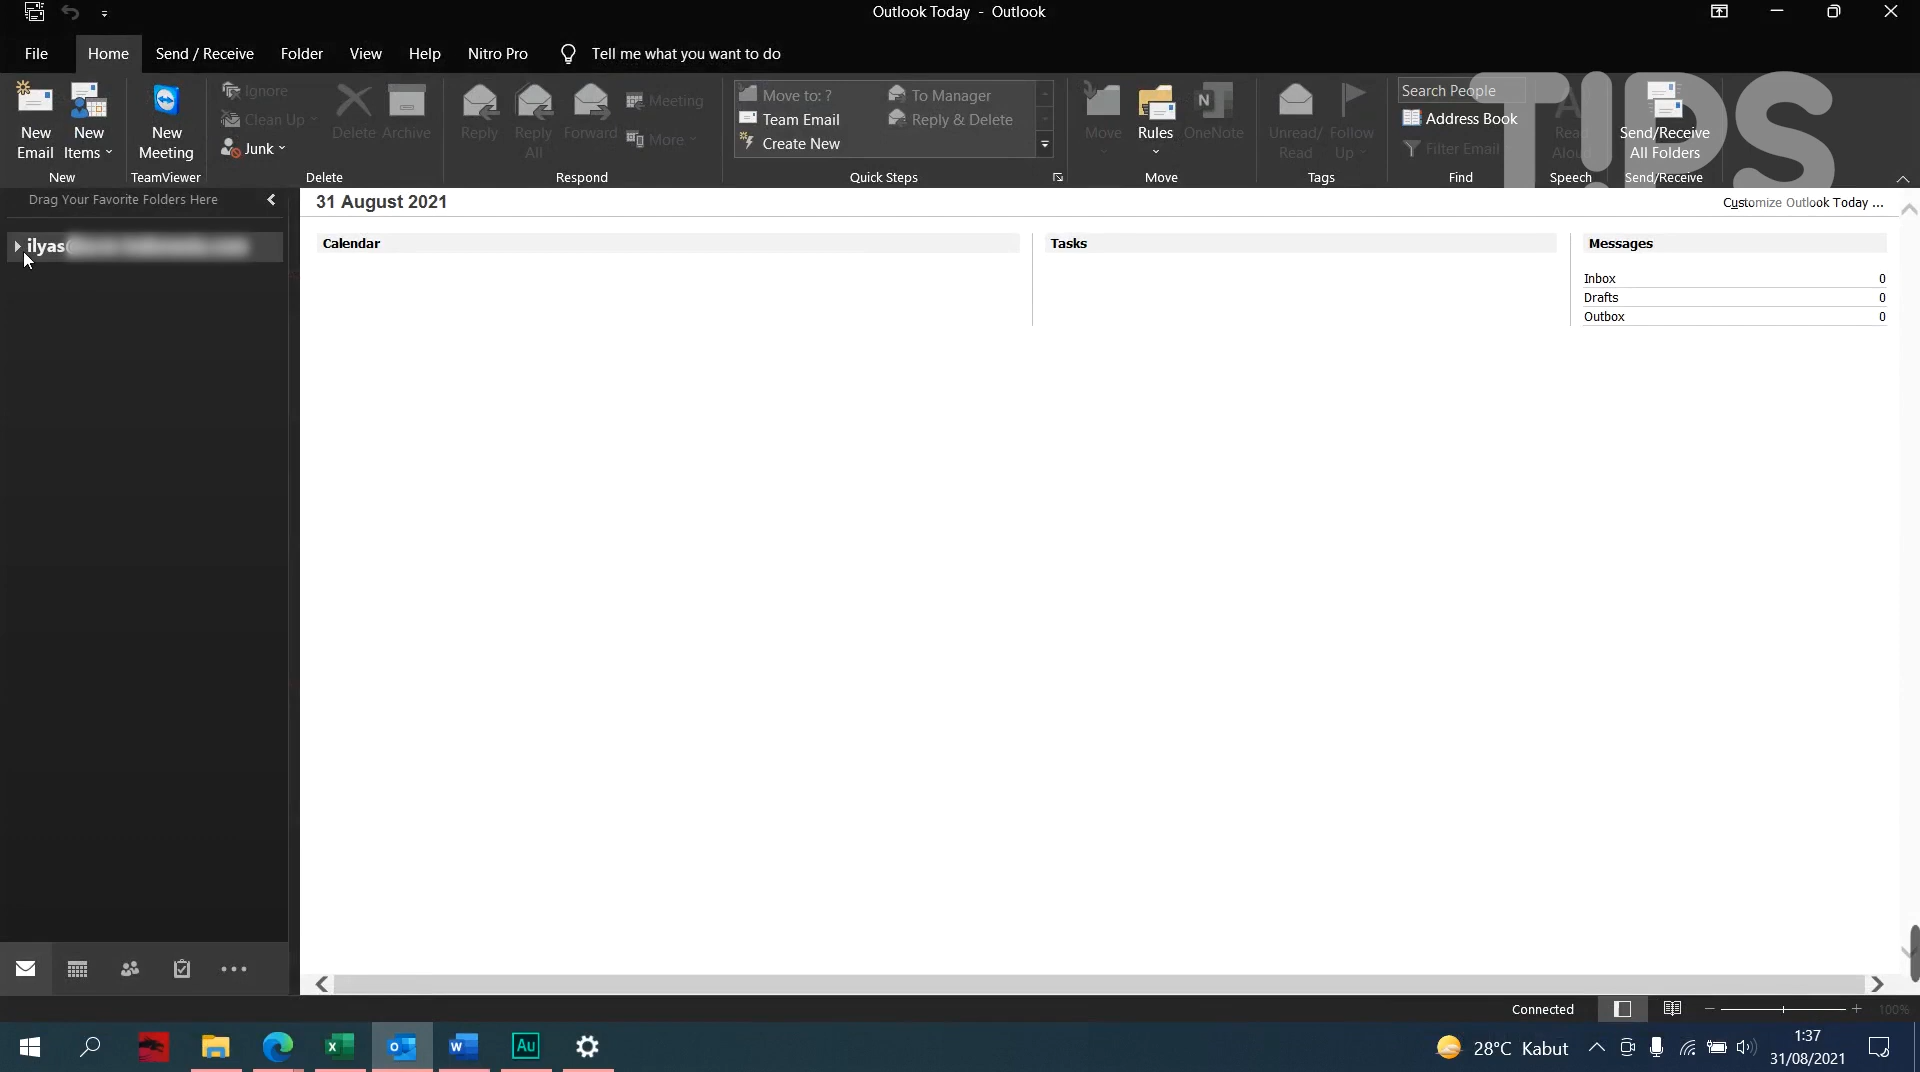 Outlook Today - Outlook
File Home Send / Receive Folder View Help Nitro Pro Tell me what you want to do
New Email
New Items
New
New Meeting
TeamViewer
Ignore
Clean Up
Junk
Delete
Archive
Delete
Reply
Reply All
Forward
Meeting
More
Respond
Move to: ?
Team Email
Create New
To Manager
Reply & Delete
Quick Steps
Move
Rules
OneNote
Move
Unread/ Read
Follow Up
Tags
Search People
Address Book
Filter Email
Find
Read Aloud
Speech
Send/Receive All Folders
Send/Receive
T!PS
Drag Your Favorite Folders Here
ilyas
31 August 2021
Customize Outlook Today ...
Calendar
Tasks
Messages
Inbox 0
Drafts 0
Outbox 0
Connected
100%
Au
28°C Kabut
1:37
31/08/2021